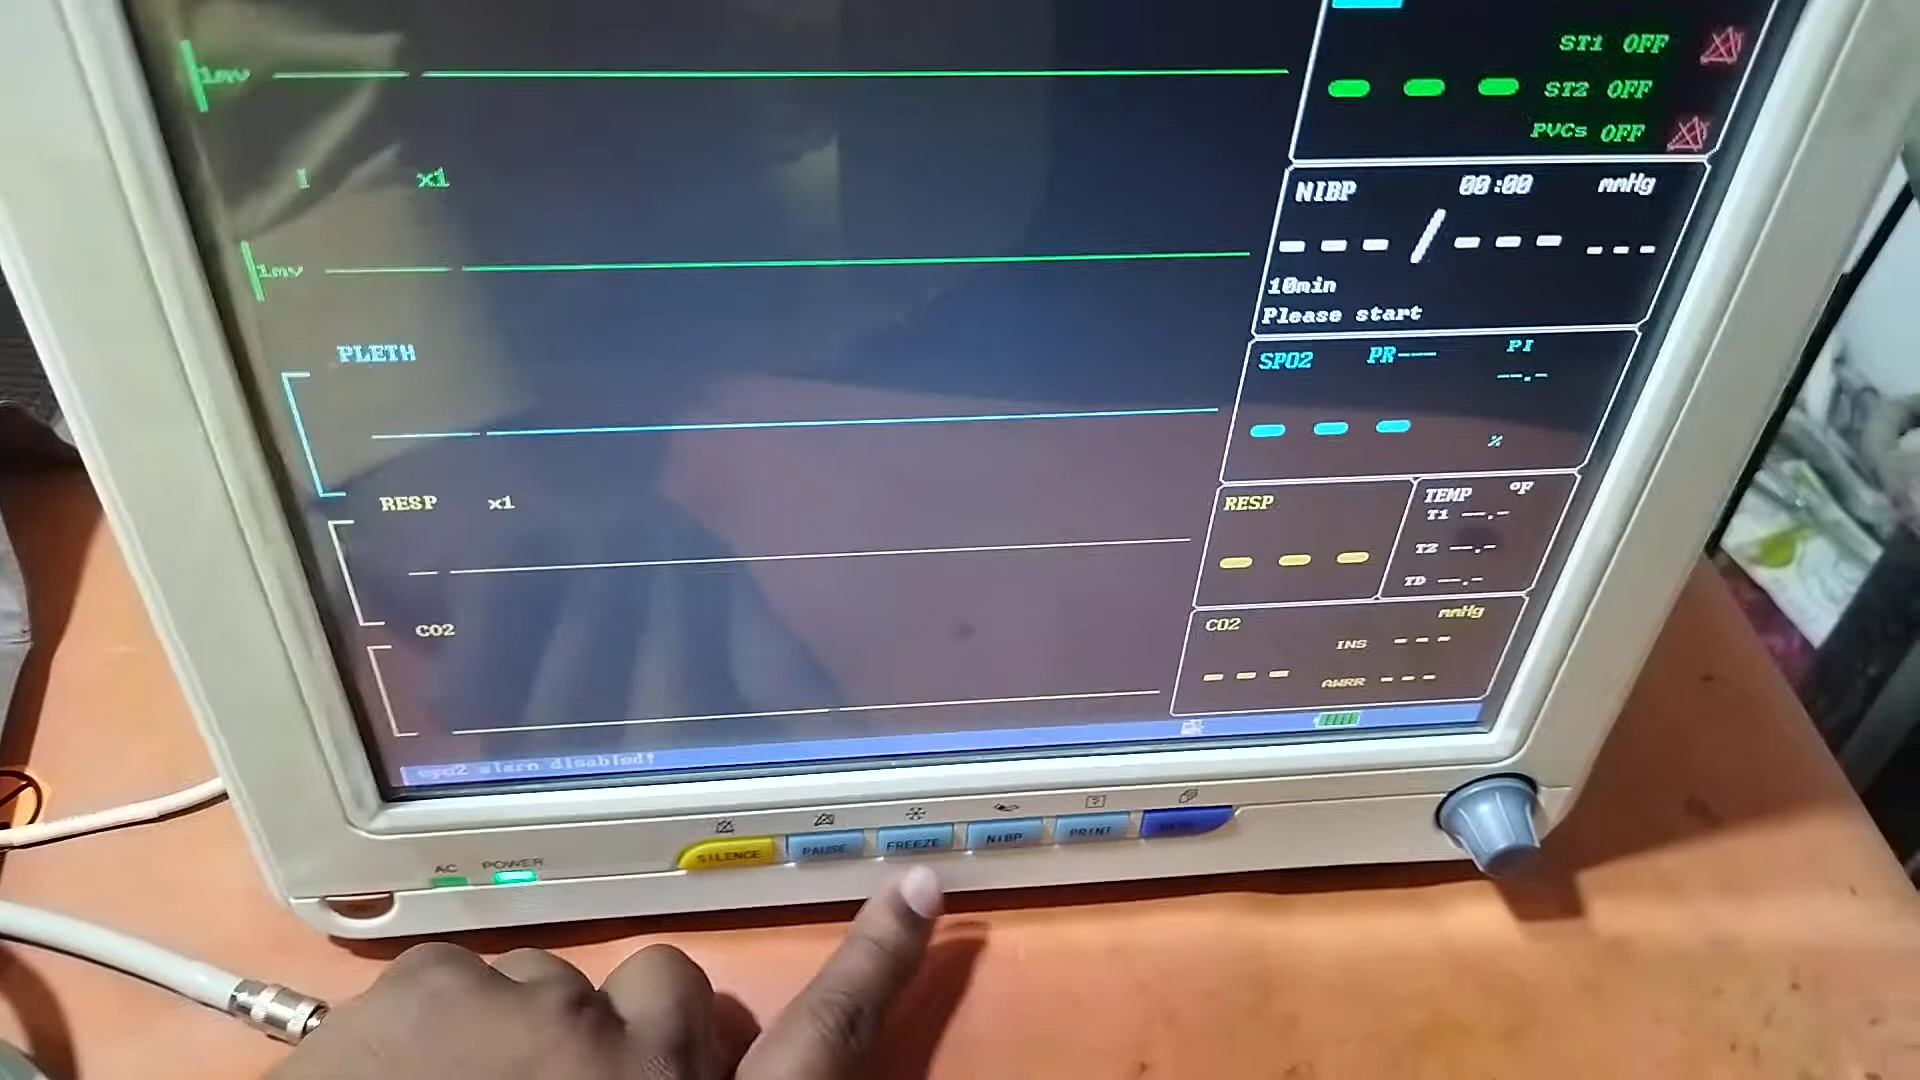 1mv
ST1 OFF
ST2 OFF
PVCs OFF
I x1
1mv
NIBP 00:00 mmHg
---/--- ---
10min
Please start
PLETH
SPO2 PR--- PI
--.-
--- %
RESP x1
RESP
---
TEMP ºF
T1 --.-
T2 --.-
TD --.-
CO2
CO2 mmHg
INS ---
---
AWRR ---
disabled!
AC POWER
SILENCE PAUSE FREEZE NIBP PRINT